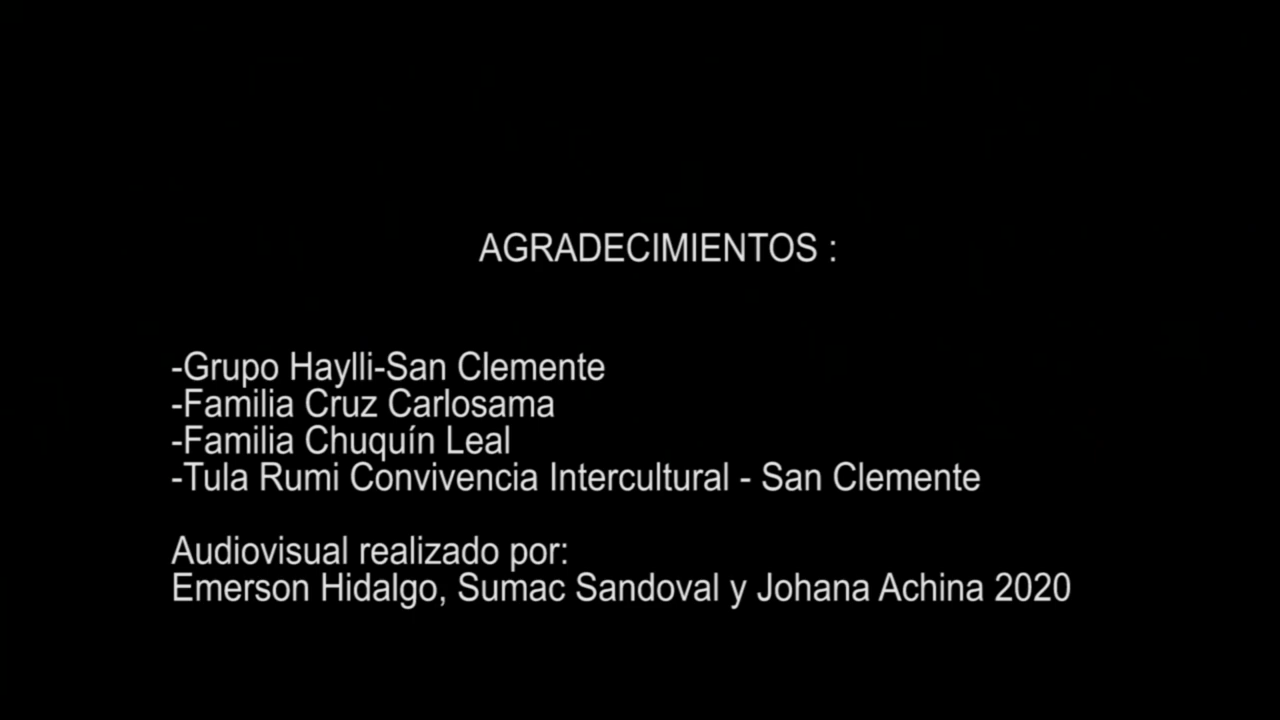 AGRADECIMIENTOS :
-Grupo Haylli-San Clemente
-Familia Cruz Carlosama
-Familia Chuquín Leal
-Tula Rumi Convivencia Intercultural - San Clemente
Audiovisual realizado por:
Emerson Hidalgo, Sumac Sandoval y Johana Achina 2020